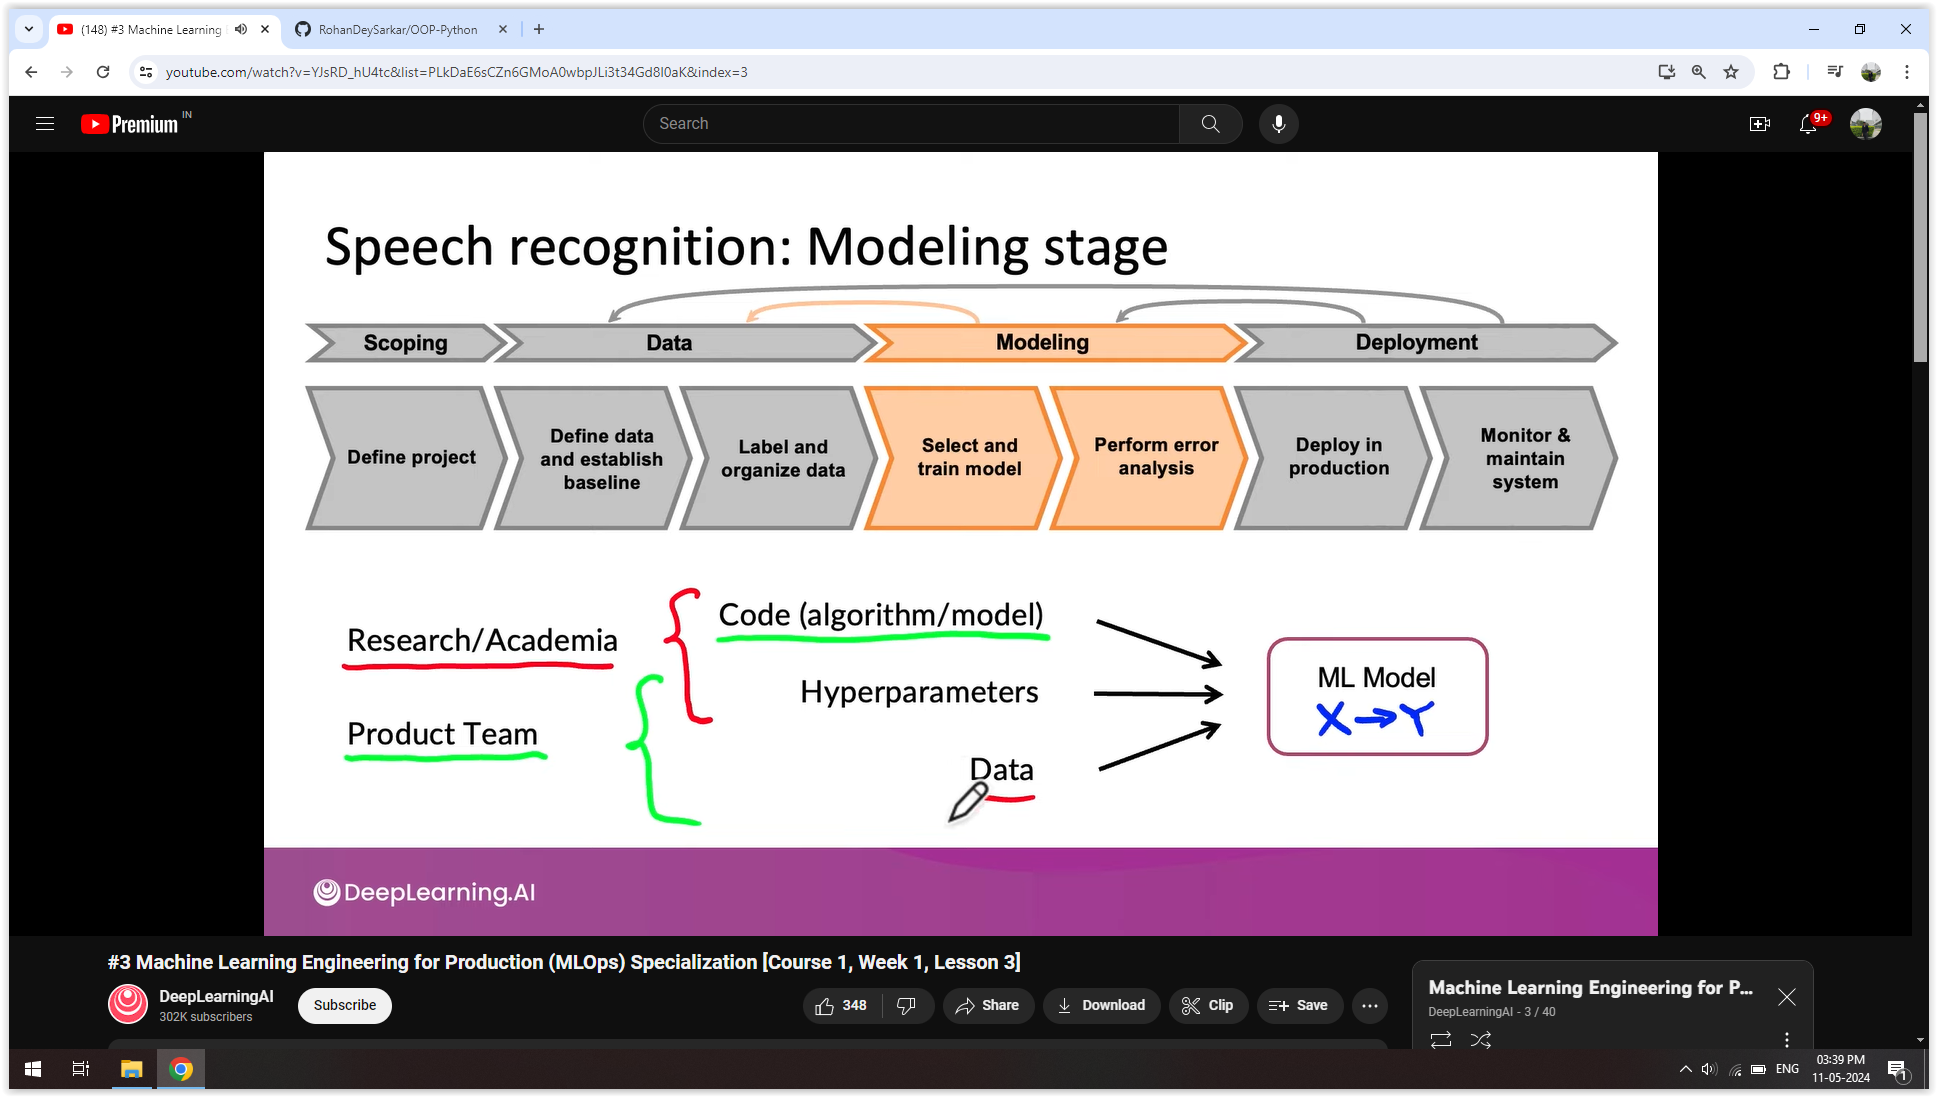 (148) #3 Machine Learning
RohanDeySarkar/OOP-Python
youtube.com/watch?v=YJsRD_hU4tc&list=PLkDaE6sCZn6GMoA0wbpJLi3t34Gd8l0aK&index=3
Premium IN
Search
9+
Speech recognition: Modeling stage
Scoping
Data
Modeling
Deployment
Define project
Define data
and establish
baseline
Label and
organize data
Select and
train model
Perform error
analysis
Deploy in
production
Monitor &
maintain
system
Research/Academia
Product Team
Code (algorithm/model)
Hyperparameters
Data
ML Model
X→Y
DeepLearning.AI
#3 Machine Learning Engineering for Production (MLOps) Specialization [Course 1, Week 1, Lesson 3]
DeepLearningAI
302K subscribers
Subscribe
348
Share
Download
Clip
Save
Machine Learning Engineering for P...
DeepLearningAI - 3 / 40
ENG
03:39 PM
11-05-2024
1